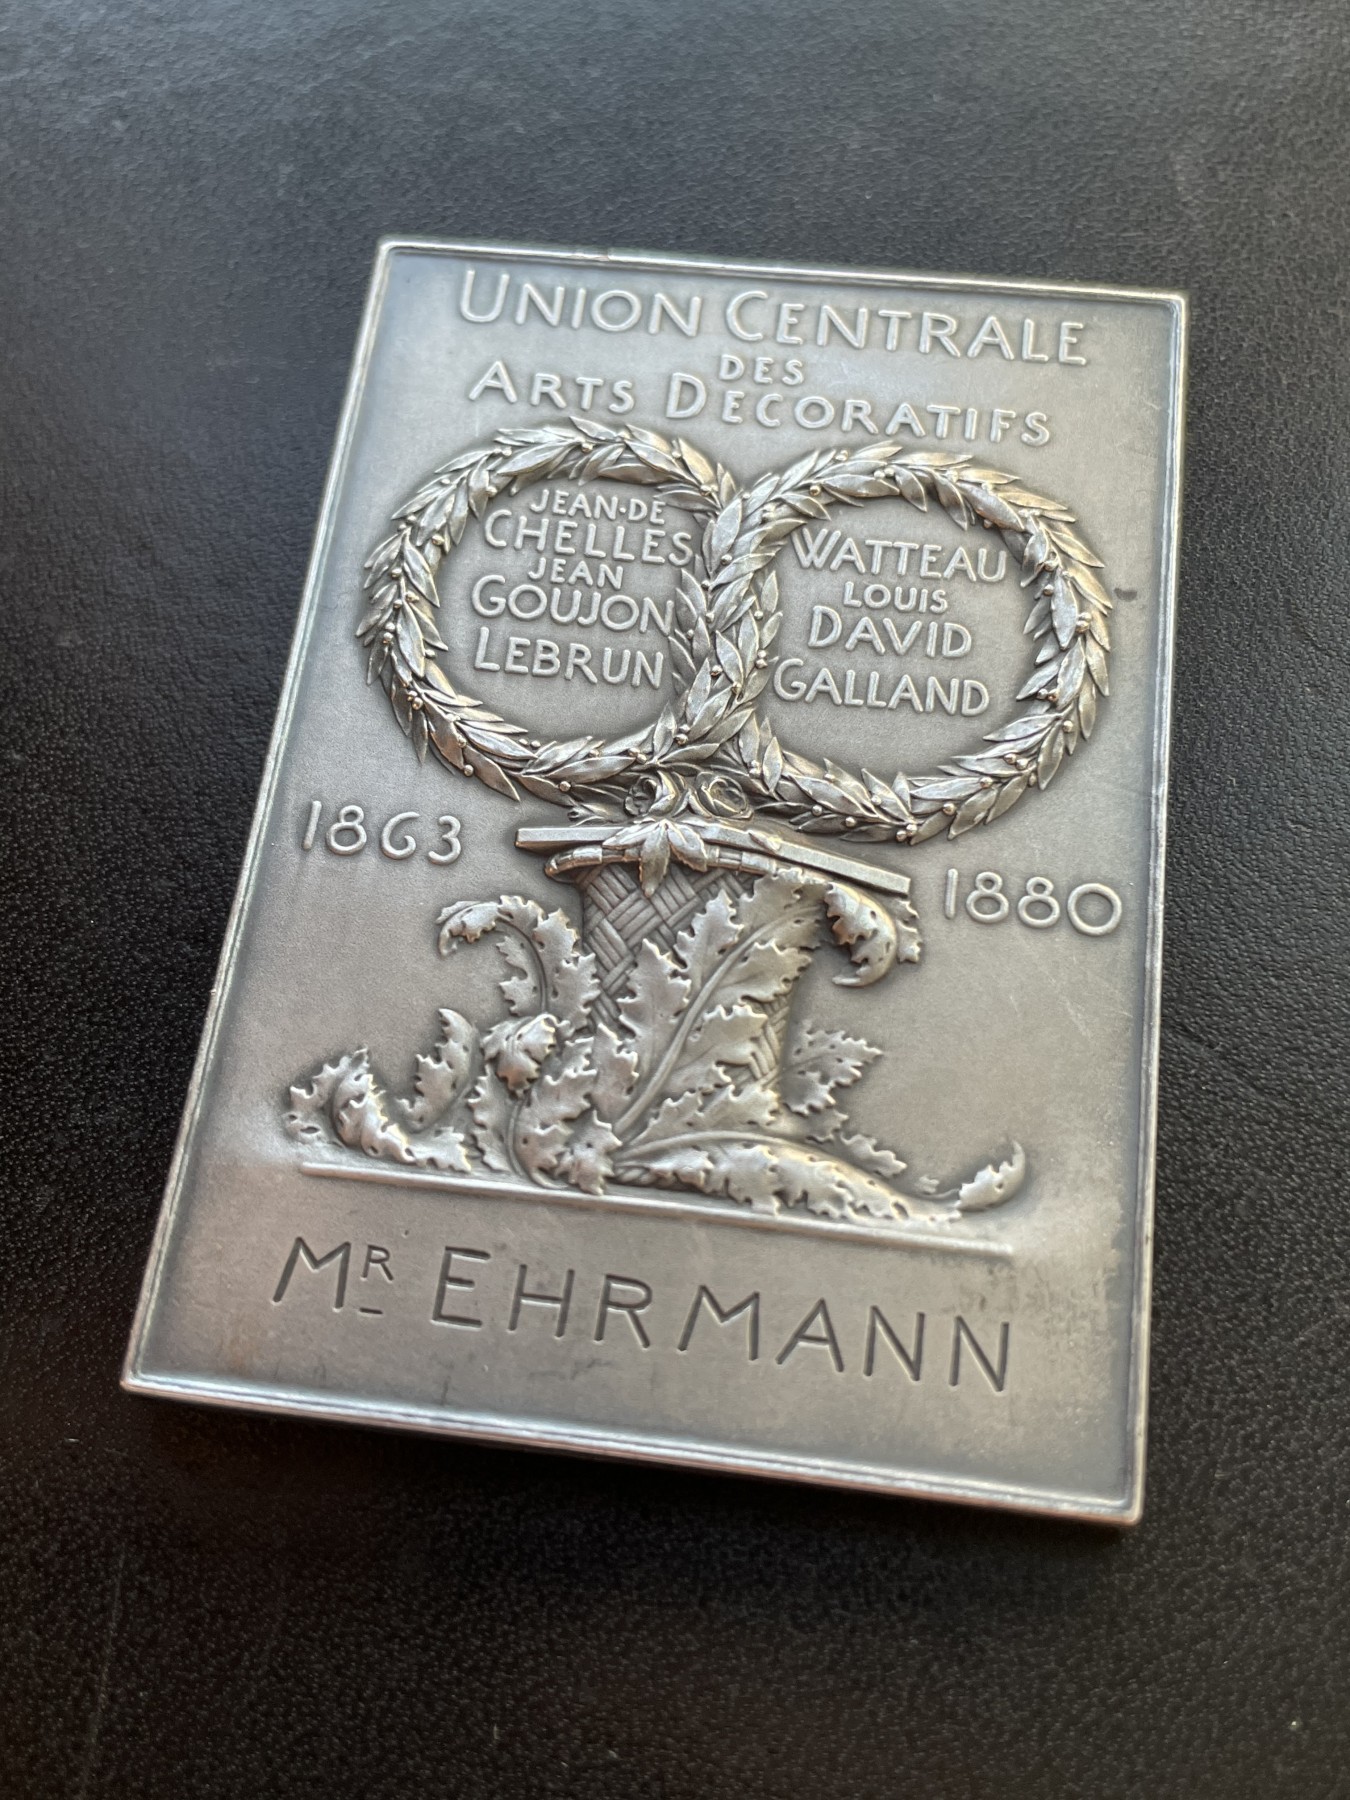 UNION CENTRALE
DES
ARTS DECORATIFS
JEAN·DE
CHELLES
JEAN
GOUJON
LEBRUN
WATTEAU
LOUIS
DAVID
GALLAND
1863
1880
MR EHRMANN